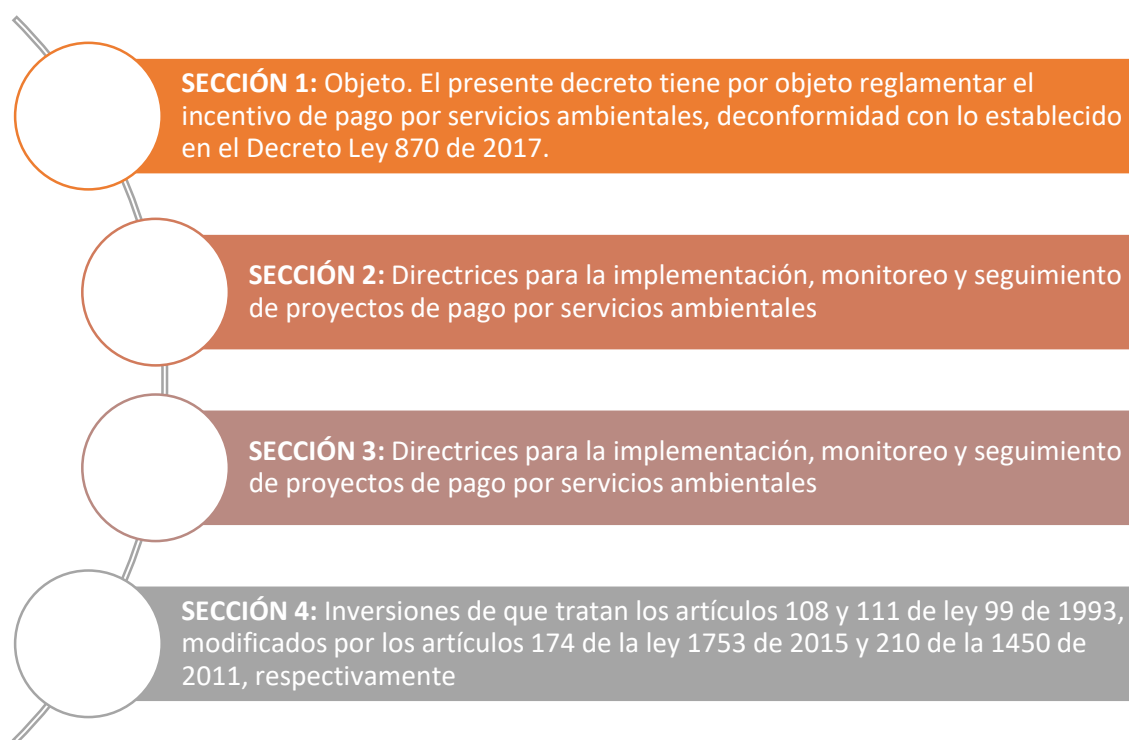 SECCIÓN 1: Objeto. El presente decreto tiene por objeto reglamentar el
incentivo de pago por servicios ambientales, deconformidad con lo establecido
en el Decreto Ley 870 de 2017.
SECCIÓN 2: Directrices para la implementación, monitoreo y seguimiento
de proyectos de pago por servicios ambientales
SECCIÓN 3: Directrices para la implementación, monitoreo y seguimiento
de proyectos de pago por servicios ambientales
SECCIÓN 4: Inversiones de que tratan los artículos 108 y 111 de ley 99 de 1993,
modificados por los artículos 174 de la ley 1753 de 2015 y 210 de la 1450 de
2011, respectivamente